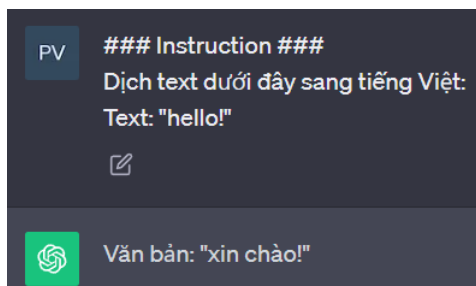 PV
### Instruction ###
Dịch text dưới đây sang tiếng Việt:
Text: "hello!"
Văn bản: "xin chào!"